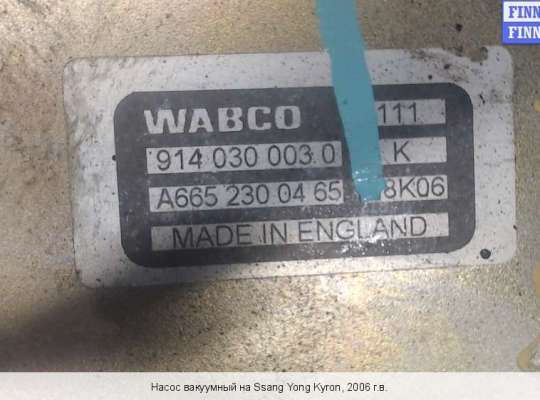 FINN
FINN
WABCO 111
914 030 003 0 K
A665 230 04 65 8K06
MADE IN ENGLAND
Насос вакуумный на Ssang Yong Kyron, 2006 г.в.